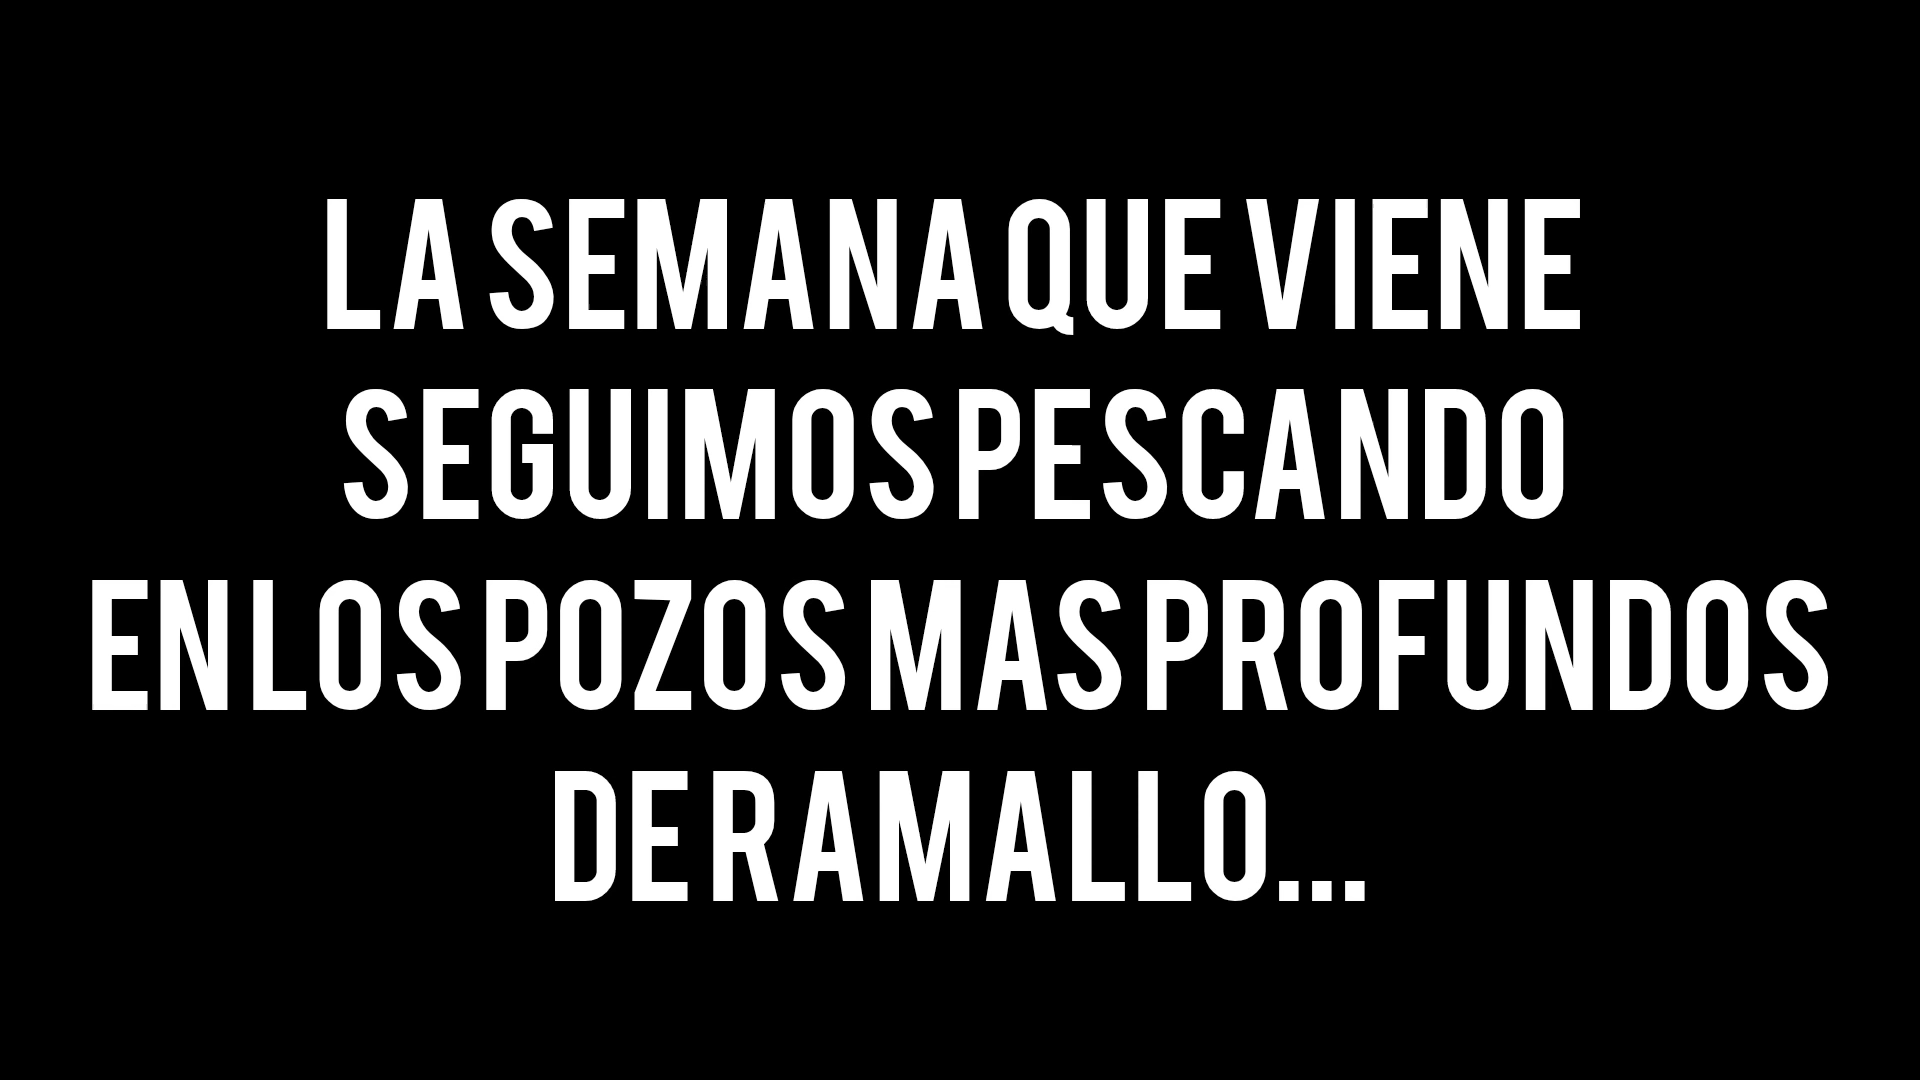 LA SEMANA QUE VIENE
SEGUIMOS PESCANDO
EN LOS POZOS MAS PROFUNDOS
DE RAMALLO...